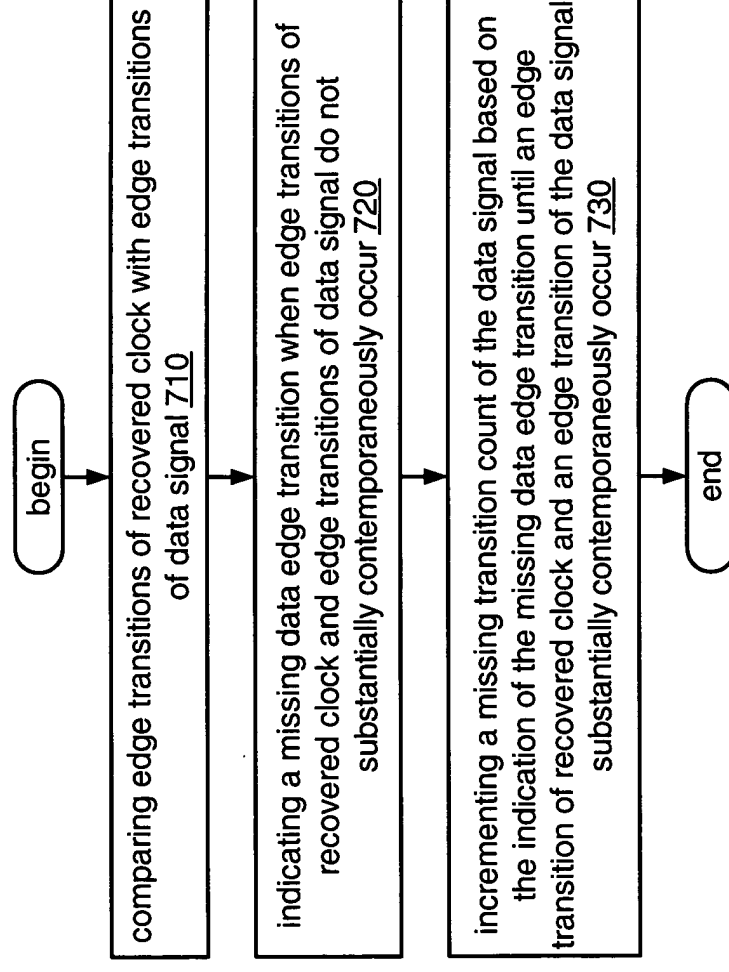 begin
comparing edge transitions of recovered clock with edge transitions
of data signal 710
indicating a missing data edge transition when edge transitions of
recovered clock and edge transitions of data signal do not
substantially contemporaneously occur 720
incrementing a missing transition count of the data signal based on
the indication of the missing data edge transition until an edge
transition of recovered clock and an edge transition of the data signal
substantially contemporaneously occur 730
end